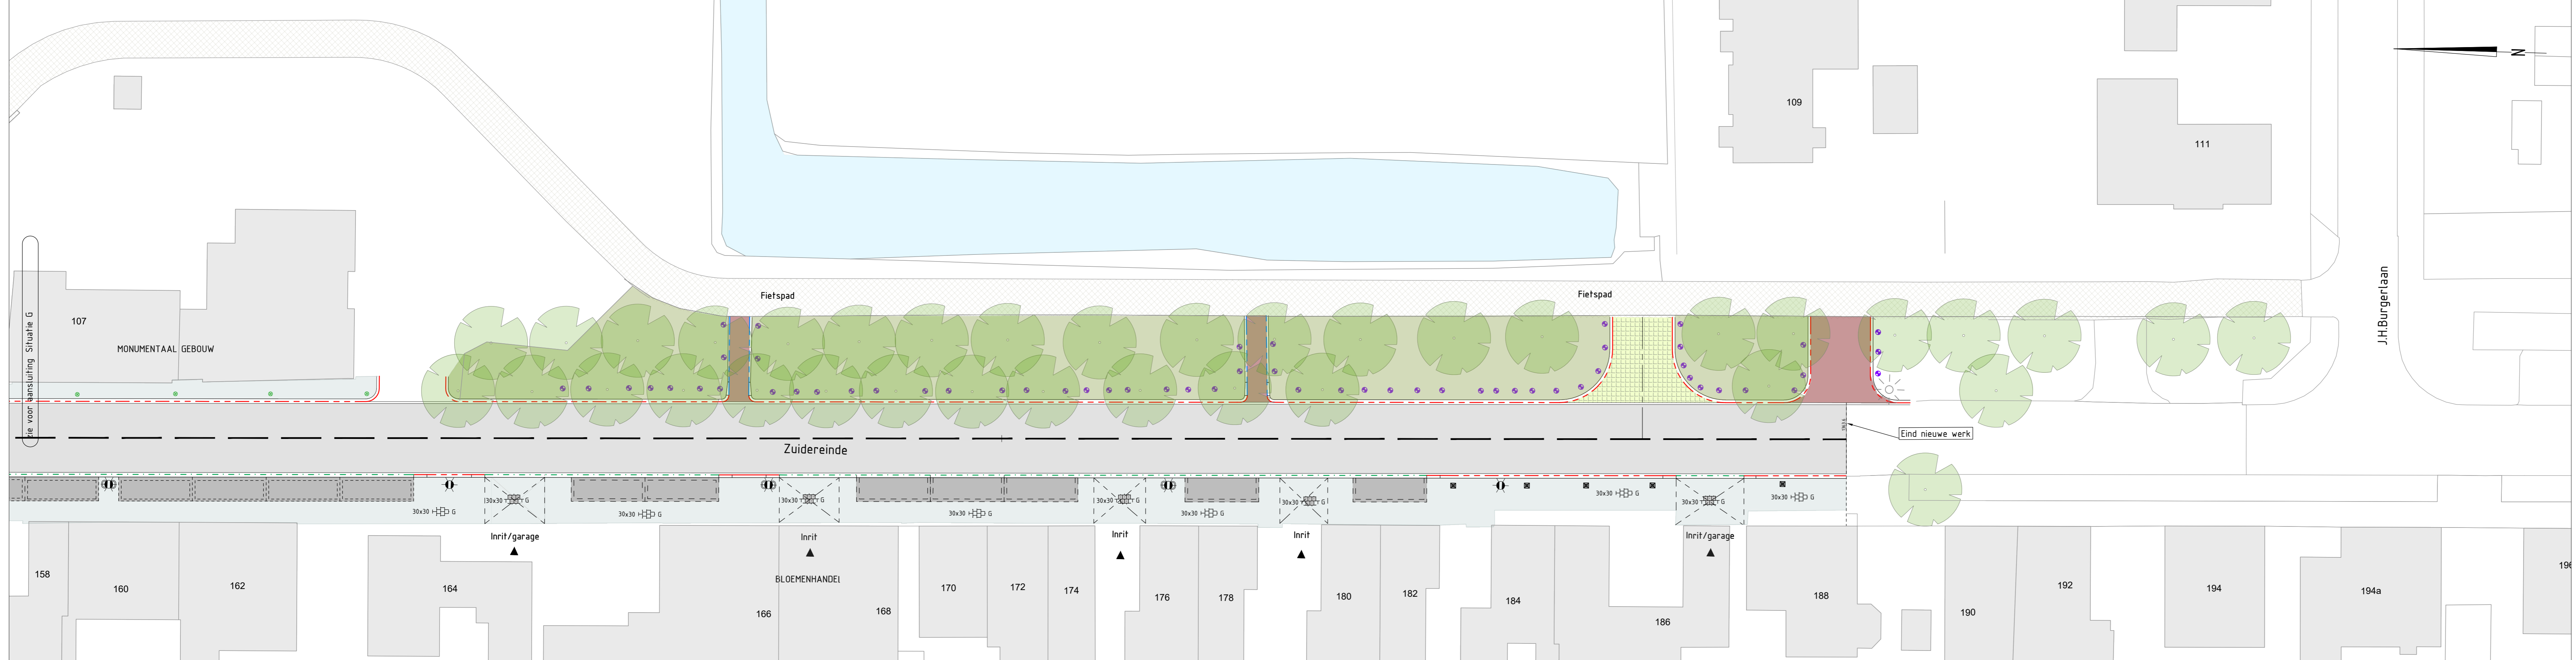 N
109
111
J.H.Burgerlaan
Fietspad
Fietspad
107
MONUMENTAAL GEBOUW
zie voor aansluiting Situatie G
Eind nieuwe werk
Zuidereinde
30x30 G
30x30 G
30x30 G
30x30 G
30x30 G
30x30 G
30x30 G
30x30 G
30x30 G
30x30 G
30x30 G
Inrit/garage
Inrit
Inrit
Inrit
Inrit/garage
BLOEMENHANDEL
158
160
162
164
166
168
170
172
174
176
178
180
182
184
186
188
190
192
194
194a